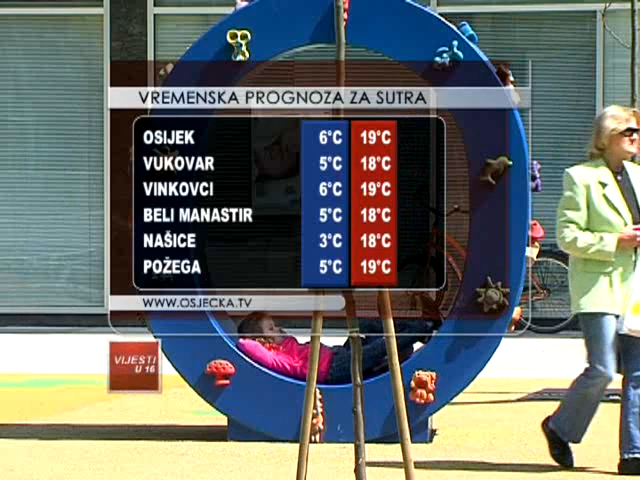 VREMENSKA PROGNOZA ZA SUTRA
OSIJEK 6°C 19°C
VUKOVAR 5°C 18°C
VINKOVCI 6°C 19°C
BELI MANASTIR 5°C 18°C
NAŠICE 3°C 18°C
POŽEGA 5°C 19°C
WWW.OSJECKA.TV
VIJESTI
U 16